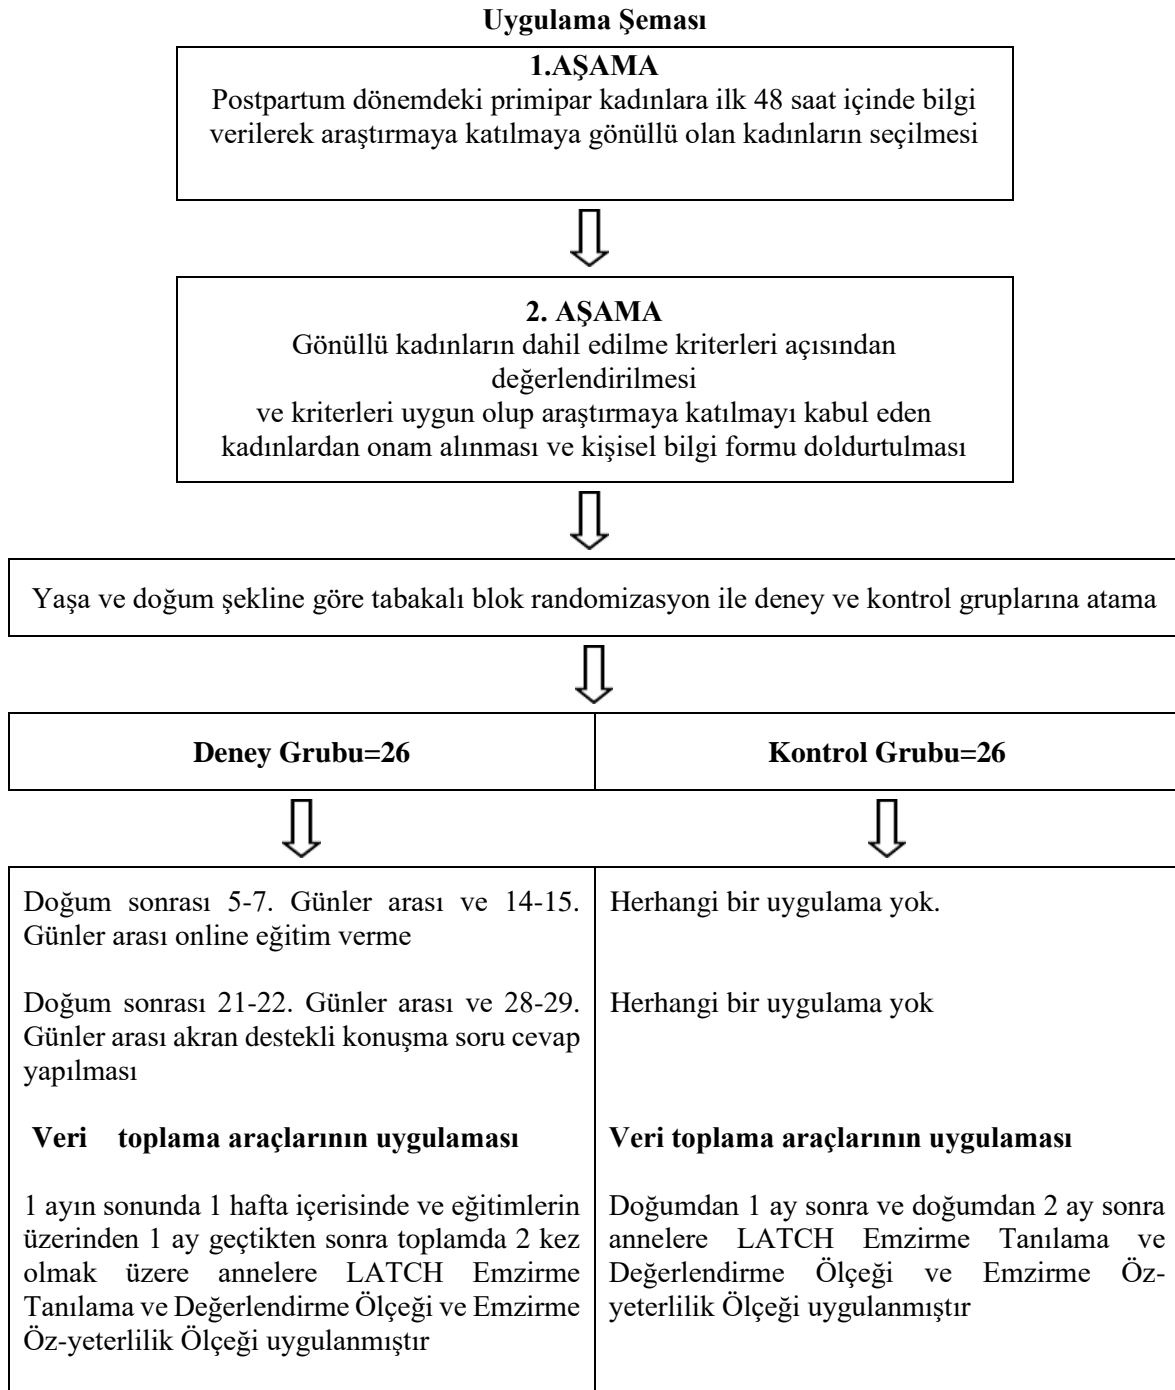 Uygulama Şeması
1.AŞAMA
Postpartum dönemdeki primipar kadınlara ilk 48 saat içinde bilgi
verilerek araştırmaya katılmaya gönüllü olan kadınların seçilmesi
2. AŞAMA
Gönüllü kadınların dahil edilme kriterleri açısından
değerlendirilmesi
ve kriterleri uygun olup araştırmaya katılmayı kabul eden
kadınlardan onam alınması ve kişisel bilgi formu doldurtulması
Yaşa ve doğum şekline göre tabakalı blok randomizasyon ile deney ve kontrol gruplarına atama
Deney Grubu=26
Kontrol Grubu=26
Doğum sonrası 5-7. Günler arası ve 14-15.
Günler arası online eğitim verme
Doğum sonrası 21-22. Günler arası ve 28-29.
Günler arası akran destekli konuşma soru cevap
yapılması
Veri toplama araçlarının uygulaması
1 ayın sonunda 1 hafta içerisinde ve eğitimlerin
üzerinden 1 ay geçtikten sonra toplamda 2 kez
olmak üzere annelere LATCH Emzirme
Tanılama ve Değerlendirme Ölçeği ve Emzirme
Öz-yeterlilik Ölçeği uygulanmıştır
Herhangi bir uygulama yok.
Herhangi bir uygulama yok
Veri toplama araçlarının uygulaması
Doğumdan 1 ay sonra ve doğumdan 2 ay sonra
annelere LATCH Emzirme Tanılama ve
Değerlendirme Ölçeği ve Emzirme Öz-
yeterlilik Ölçeği uygulanmıştır